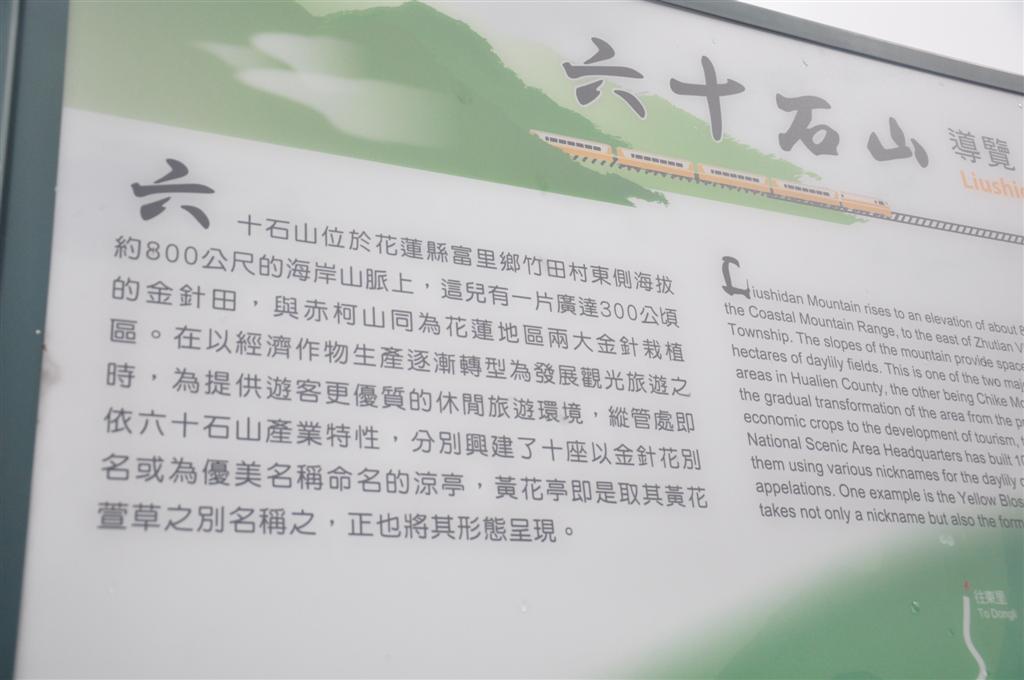 六十石山 導覽
六十石山位於花蓮縣富里鄉竹田村東側海拔
約800公尺的海岸山脈上，這兒有一片廣達300公頃
的金針田，與赤柯山同為花蓮地區兩大金針栽植
區。在以經濟作物生產逐漸轉型為發展觀光旅遊之
時，為提供遊客更優質的休閒旅遊環境，縱管處即
依六十石山產業特性，分別興建了十座以金針花別
名或為優美名稱命名的涼亭，黃花亭即是取其黃花
萱草之別名稱之，正也將其形態呈現。
Liushidan Mountain rises to an elevation of about
the Coastal Mountain Range, to the east of Zhutian
Township. The slopes of the mountain provide
hectares of daylily fields. This is one of the two
areas in Hualien County, the other being Chike
the gradual transformation of the area from the
economic crops to the development of tourism,
National Scenic Area Headquarters has built
them using various nicknames for the daylily
appelations. One example is the Yellow
takes not only a nickname but also the
往東里
To Dongli